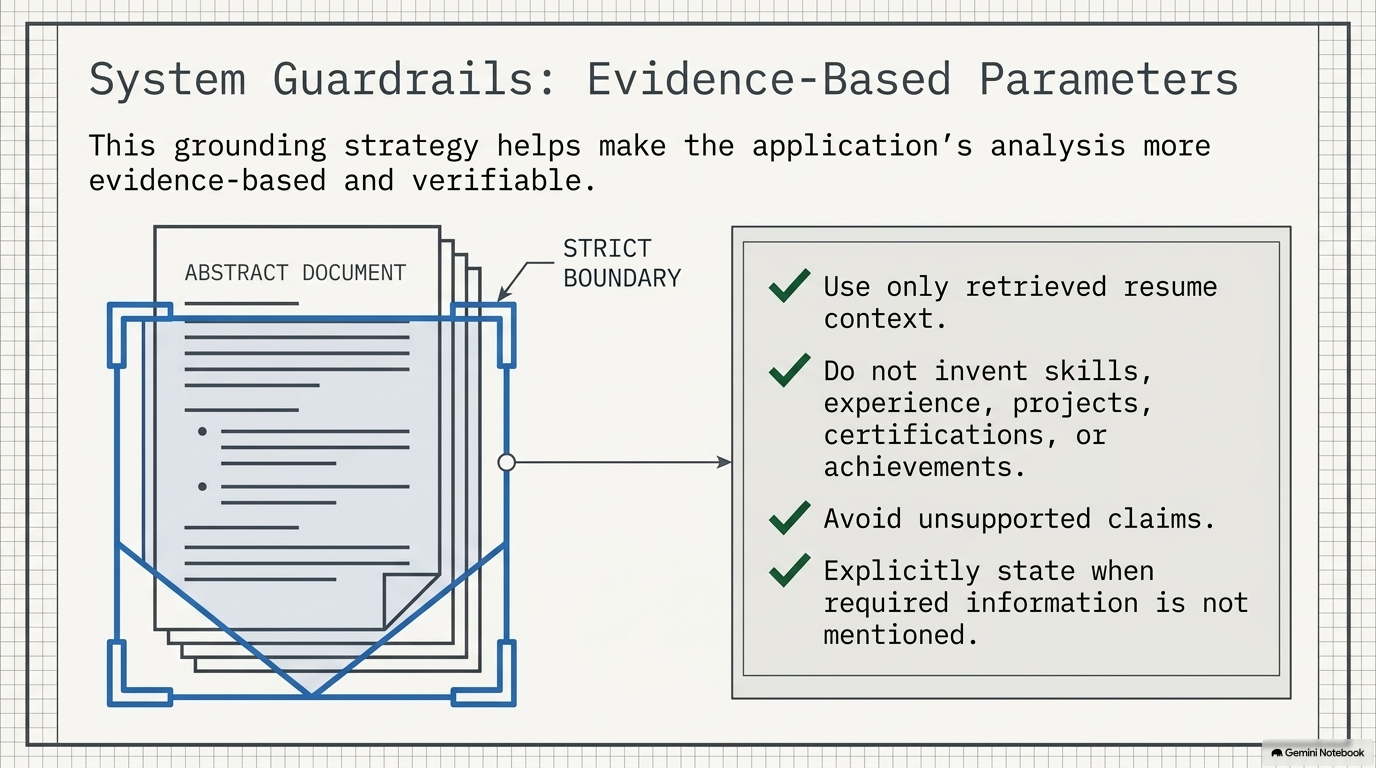 System Guardrails: Evidence-Based Parameters
This grounding strategy helps make the application’s analysis more
evidence-based and verifiable.
ABSTRACT DOCUMENT
STRICT
BOUNDARY
Use only retrieved resume
context.
Do not invent skills,
experience, projects,
certifications, or
achievements.
Avoid unsupported claims.
Explicitly state when
required information is not
mentioned.
Gemini Notebook